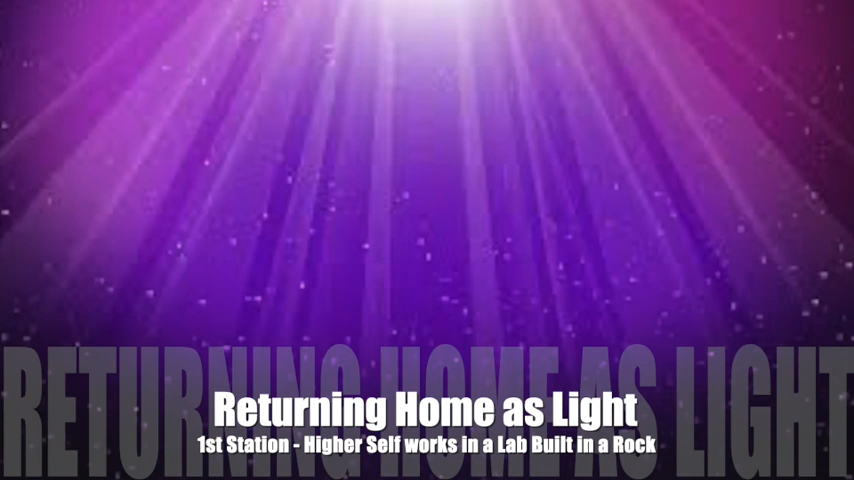 RETURNING HOME AS LIGHT
Returning Home as Light
1st Station - Higher Self works in a Lab Built in a Rock